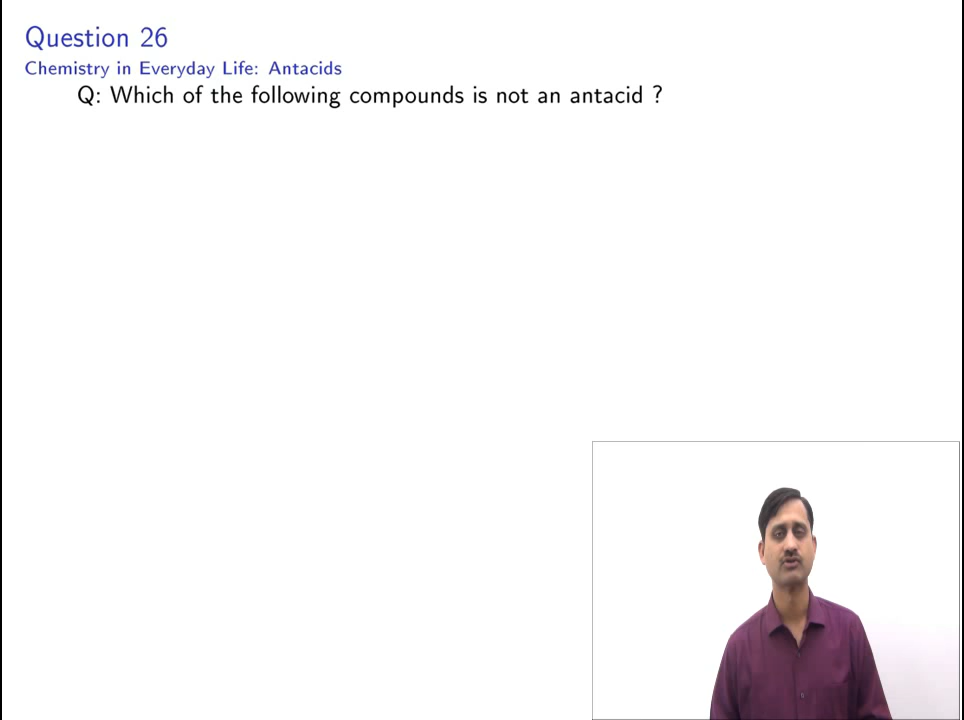 Question 26
Chemistry in Everyday Life: Antacids
Q: Which of the following compounds is not an antacid ?